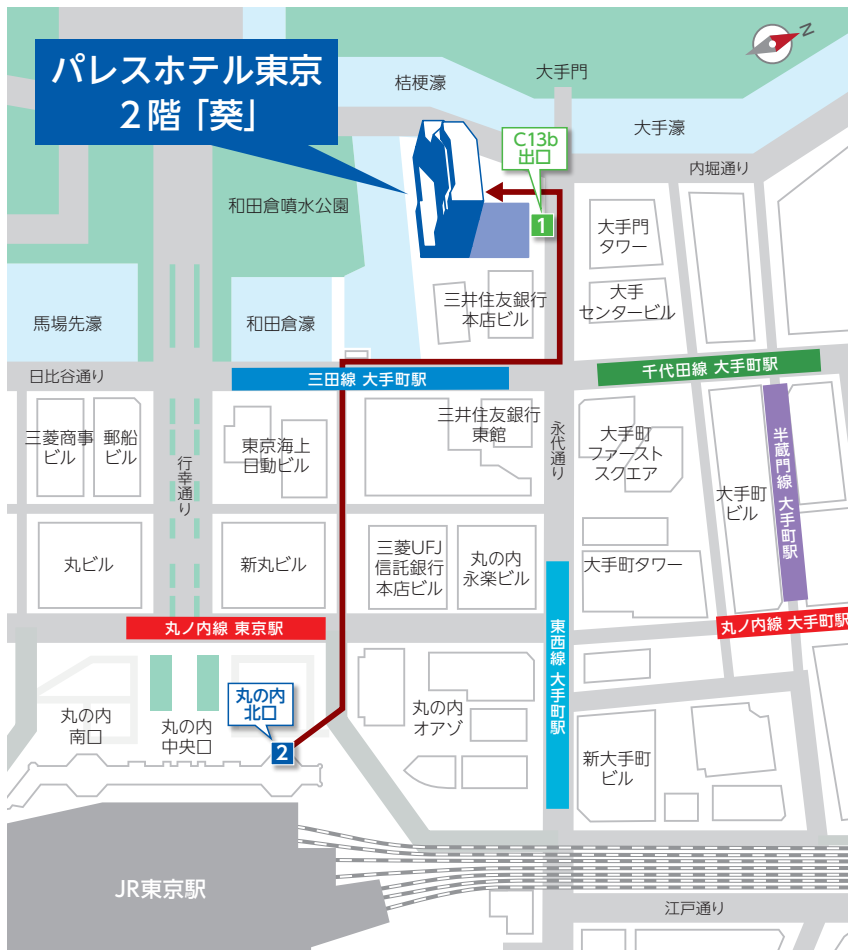 パレスホテル東京
2階「葵」
桔梗濠
大手門
N
大手濠
C13b
出口
内堀通り
1
和田倉噴水公園
大手門
タワー
三井住友銀行
本店ビル
大手
センタービル
馬場先濠
和田倉濠
日比谷通り
三田線 大手町駅
千代田線 大手町駅
三菱商事
ビル
郵船
ビル
行幸通り
東京海上
日動ビル
三井住友銀行
東館
永代通り
大手町
ファースト
スクエア
大手町
ビル
半蔵門線 大手町駅
丸ビル
新丸ビル
三菱UFJ
信託銀行
本店ビル
丸の内
永楽ビル
大手町タワー
丸ノ内線 東京駅
東西線 大手町駅
丸ノ内線 大手町駅
丸の内
南口
丸の内
中央口
丸の内
北口
2
丸の内
オアゾ
新大手町
ビル
JR東京駅
江戸通り